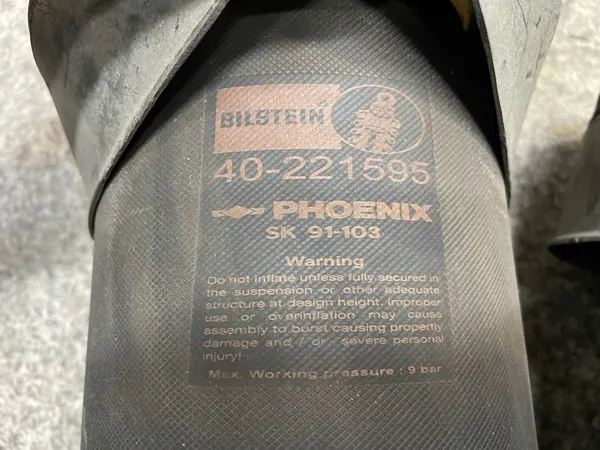 BILSTEIN®
40-221595
PHOENIX
SK 91-103
Warning
Do not inflate unless fully secured in
the suspension or other adequate
structure at design height. Improper
use or overinflation may cause
assembly to burst causing property
damage and / or severe personal
injury!
Max. Working pressure : 9 bar